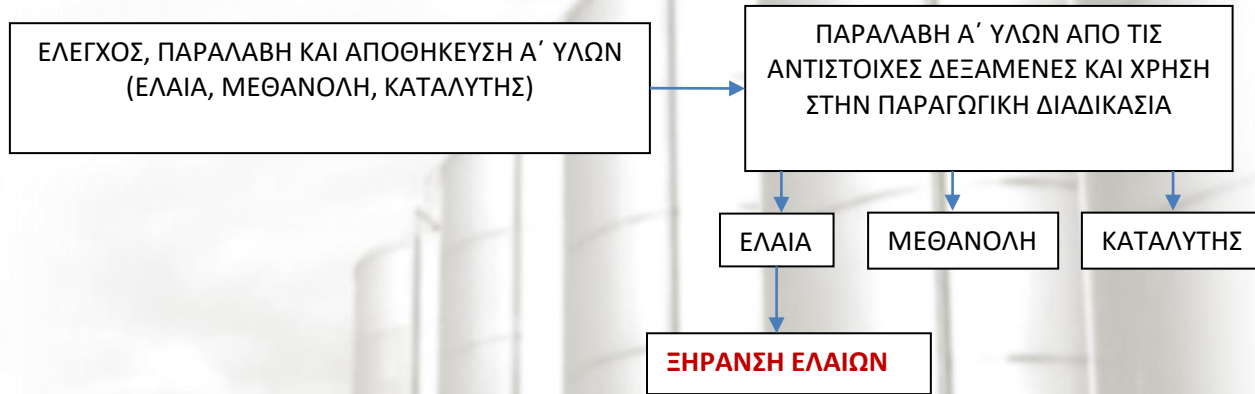 ΕΛΕΓΧΟΣ, ΠΑΡΑΛΑΒΗ ΚΑΙ ΑΠΟΘΗΚΕΥΣΗ Α΄ ΥΛΩΝ
(ΕΛΑΙΑ, ΜΕΘΑΝΟΛΗ, ΚΑΤΑΛΥΤΗΣ)
ΠΑΡΑΛΑΒΗ Α΄ ΥΛΩΝ ΑΠΟ ΤΙΣ
ΑΝΤΙΣΤΟΙΧΕΣ ΔΕΞΑΜΕΝΕΣ ΚΑΙ ΧΡΗΣΗ
ΣΤΗΝ ΠΑΡΑΓΩΓΙΚΗ ΔΙΑΔΙΚΑΣΙΑ
ΕΛΑΙΑ
ΜΕΘΑΝΟΛΗ
ΚΑΤΑΛΥΤΗΣ
ΞΗΡΑΝΣΗ ΕΛΑΙΩΝ